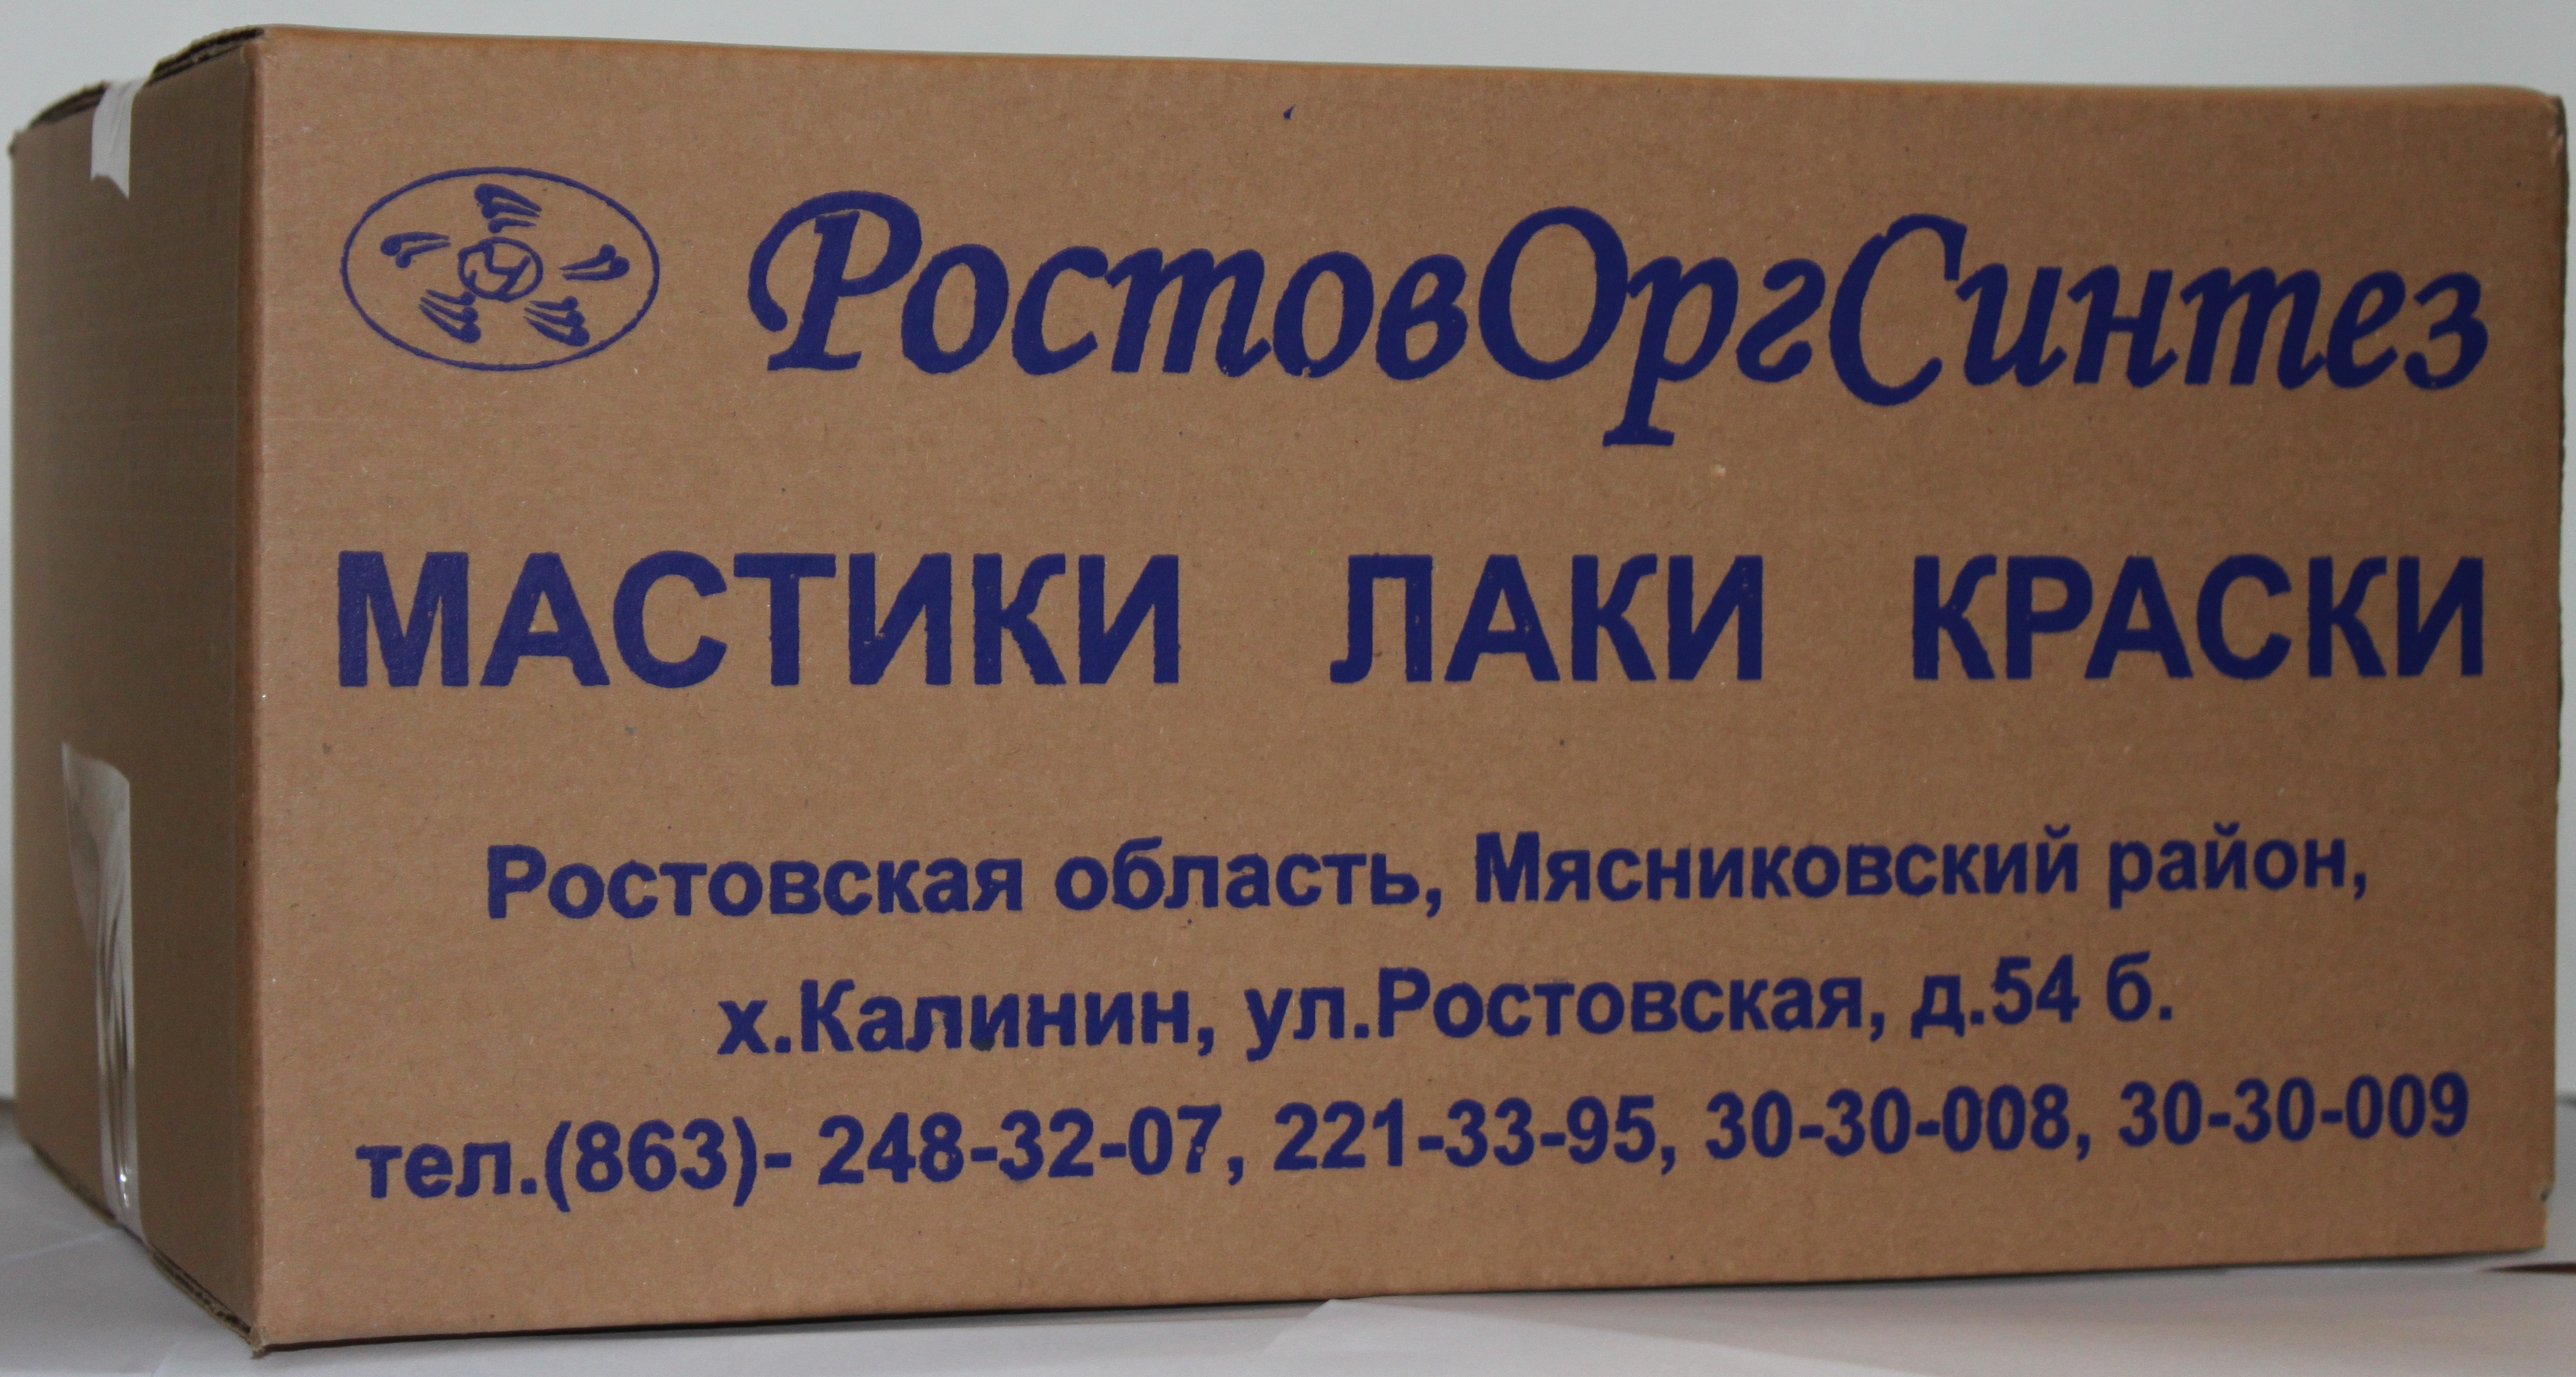 РостовОргСинтез
МАСТИКИ ЛАКИ КРАСКИ
Ростовская область, Мясниковский район,
х.Калинин, ул.Ростовская, д.54 б.
тел.(863)- 248-32-07, 221-33-95, 30-30-008, 30-30-009